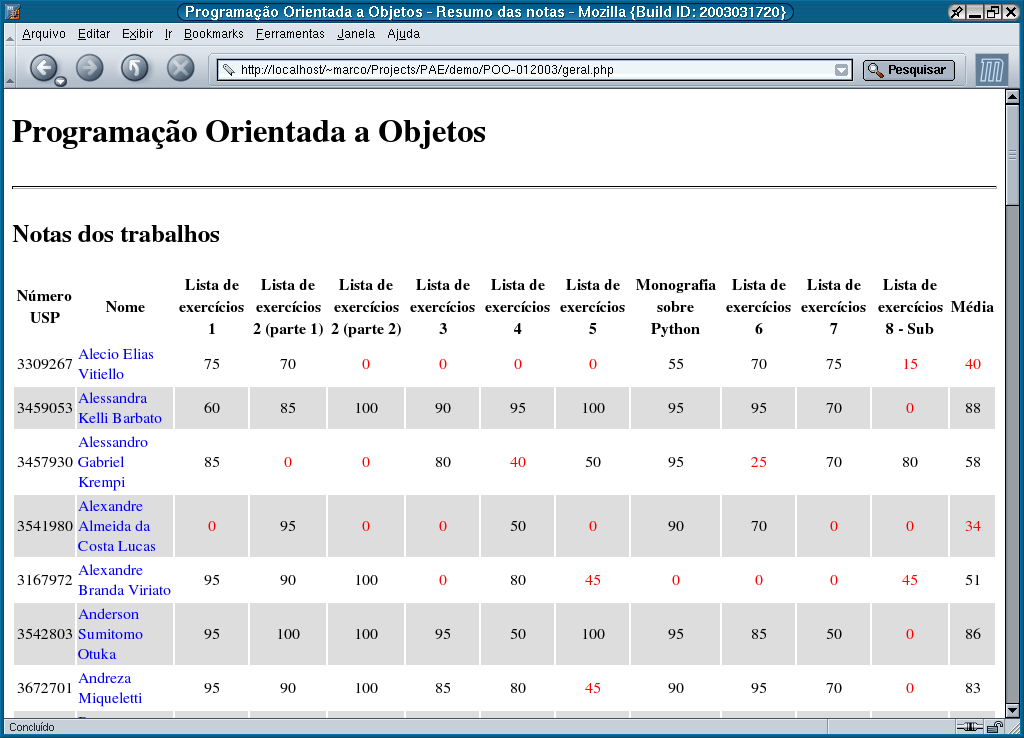 Programação Orientada a Objetos - Resumo das notas - Mozilla {Build ID: 2003031720}
Arquivo Editar Exibir Ir Bookmarks Ferramentas Janela Ajuda
http://localhost/~marco/Projects/PAE/demo/POO-012003/geral.php Pesquisar
Programação Orientada a Objetos
Notas dos trabalhos
Número USP Nome Lista de exercícios 1 Lista de exercícios 2 (parte 1) Lista de exercícios 2 (parte 2) Lista de exercícios 3 Lista de exercícios 4 Lista de exercícios 5 Monografia sobre Python Lista de exercícios 6 Lista de exercícios 7 Lista de exercícios 8 - Sub Média
3309267 Alecio Elias Vitiello 75 70 0 0 0 0 55 70 75 15 40
3459053 Alessandra Kelli Barbato 60 85 100 90 95 100 95 95 70 0 88
3457930 Alessandro Gabriel Krempi 85 0 0 80 40 50 95 25 70 80 58
3541980 Alexandre Almeida da Costa Lucas 0 95 0 0 50 0 90 70 0 0 34
3167972 Alexandre Branda Viriato 95 90 100 0 80 45 0 0 0 45 51
3542803 Anderson Sumitomo Otuka 95 100 100 95 50 100 95 85 50 0 86
3672701 Andreza Miqueletti 95 90 100 85 80 45 90 95 70 0 83
Concluído